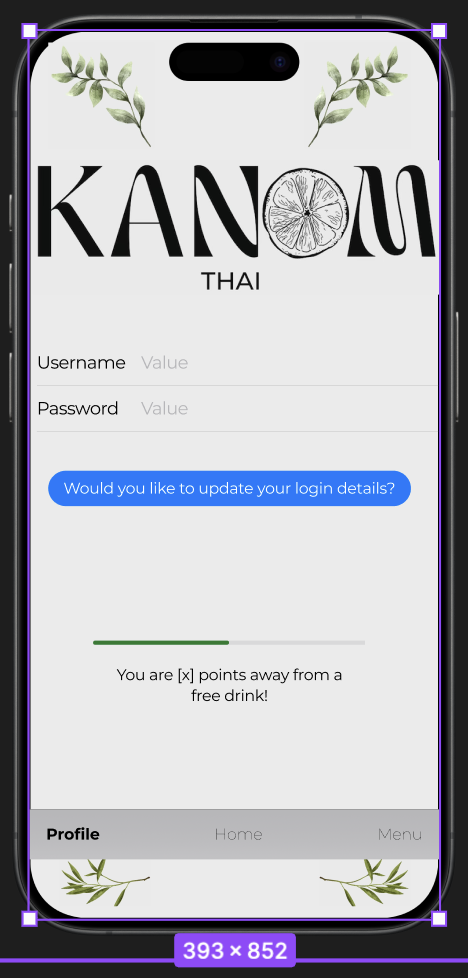 KANOM
THAI
Username Value
Password Value
Would you like to update your login details?
You are [x] points away from a
free drink!
Profile Home Menu
393 × 852